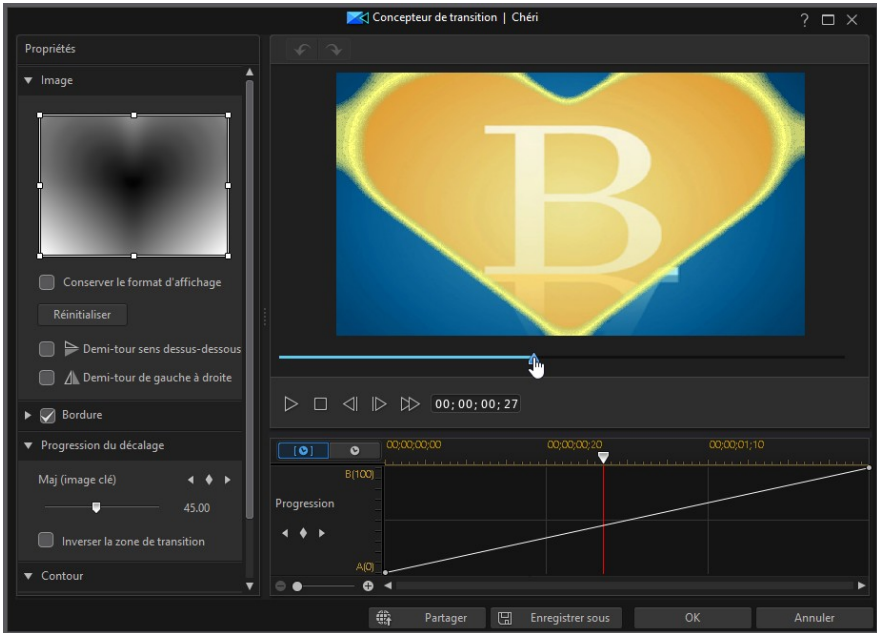 Concepteur de transition | Chéri
Propriétés
Image
Conserver le format d'affichage
Réinitialiser
Demi-tour sens dessus-dessous
Demi-tour de gauche à droite
Bordure
Progression du décalage
Maj (image clé)
45.00
Inverser la zone de transition
Contour
B
00;00;00;27
00;00;00;00 00;00;00;20 00;00;01;10
B(100)
Progression
A(0)
Partager Enregistrer sous OK Annuler